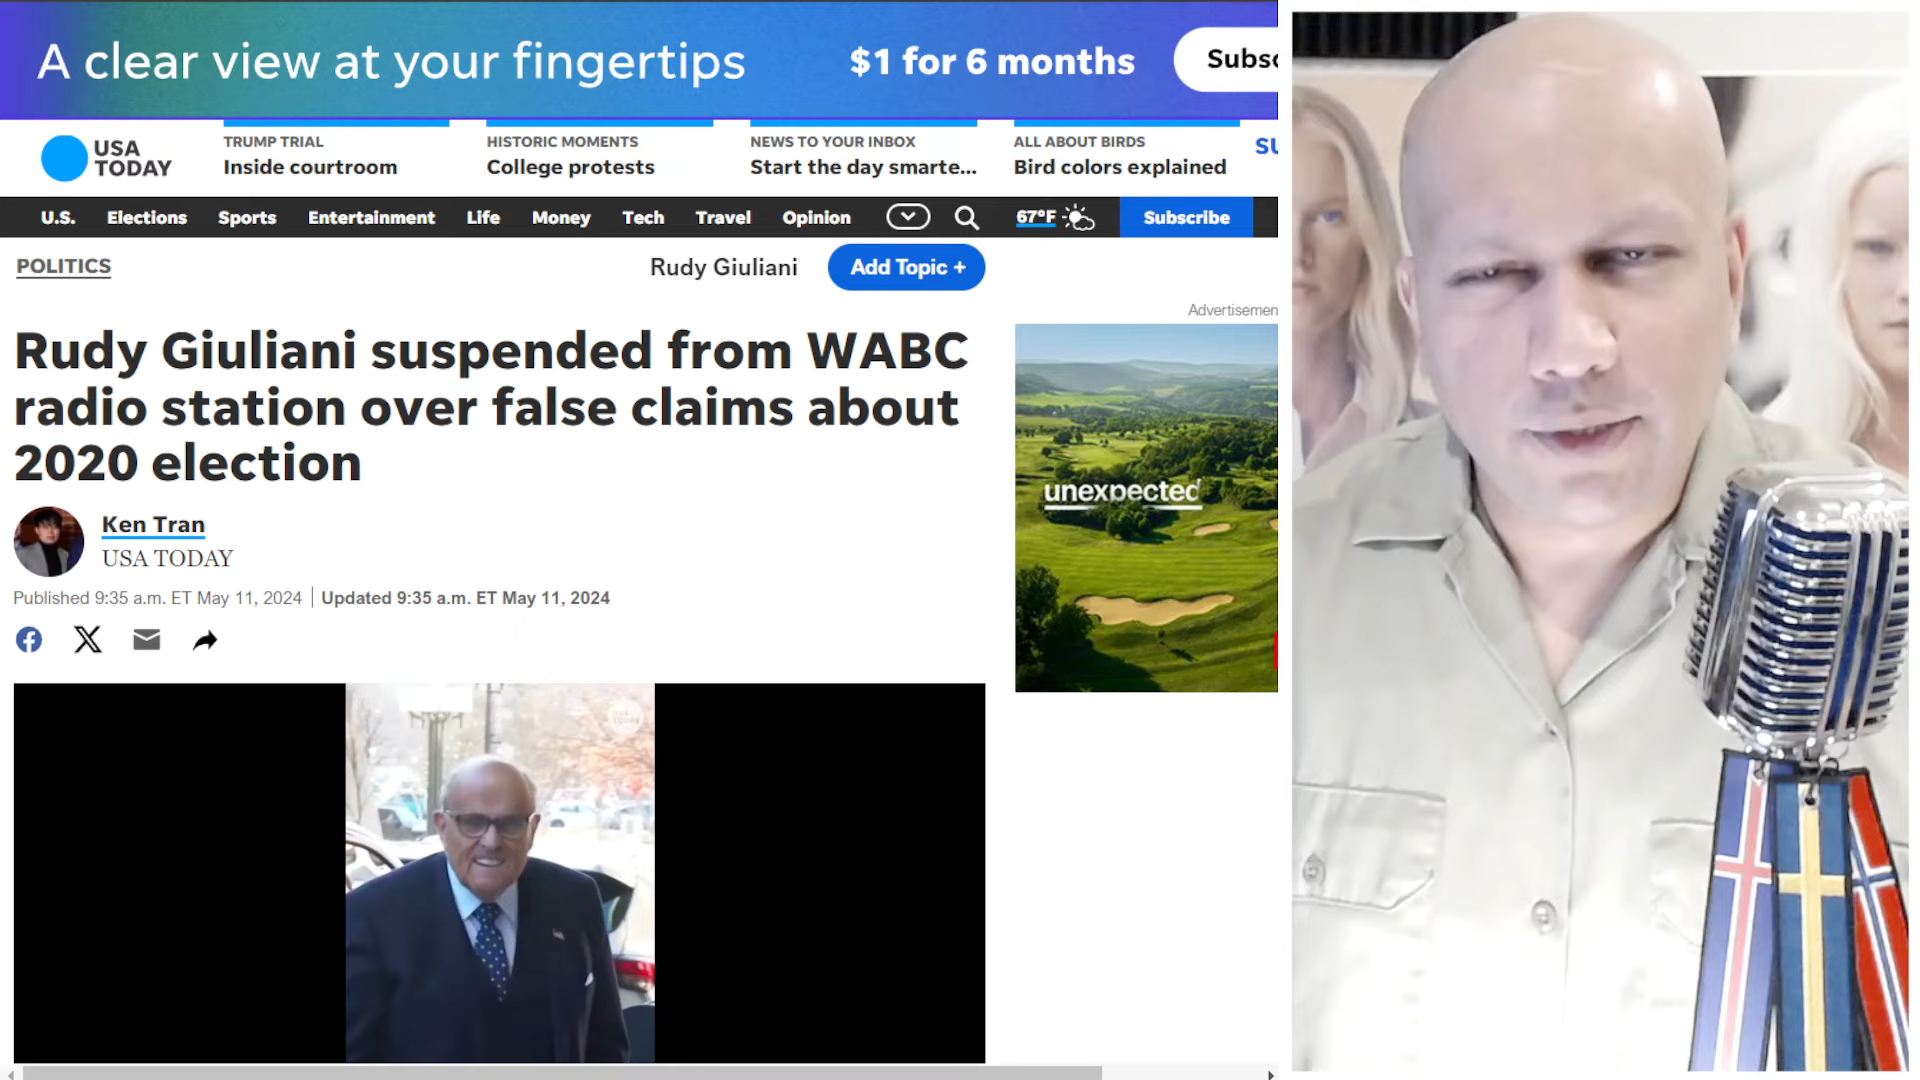 A clear view at your fingertips
$1 for 6 months
Subsc
USA
TODAY
TRUMP TRIAL
Inside courtroom
HISTORIC MOMENTS
College protests
NEWS TO YOUR INBOX
Start the day smarte...
ALL ABOUT BIRDS
Bird colors explained
SU
U.S. Elections Sports Entertainment Life Money Tech Travel Opinion 67°F Subscribe
POLITICS
Rudy Giuliani Add Topic +
Advertisemen
Rudy Giuliani suspended from WABC
radio station over false claims about
2020 election
unexpected
Ken Tran
USA TODAY
Published 9:35 a.m. ET May 11, 2024 | Updated 9:35 a.m. ET May 11, 2024
USA
TODAY